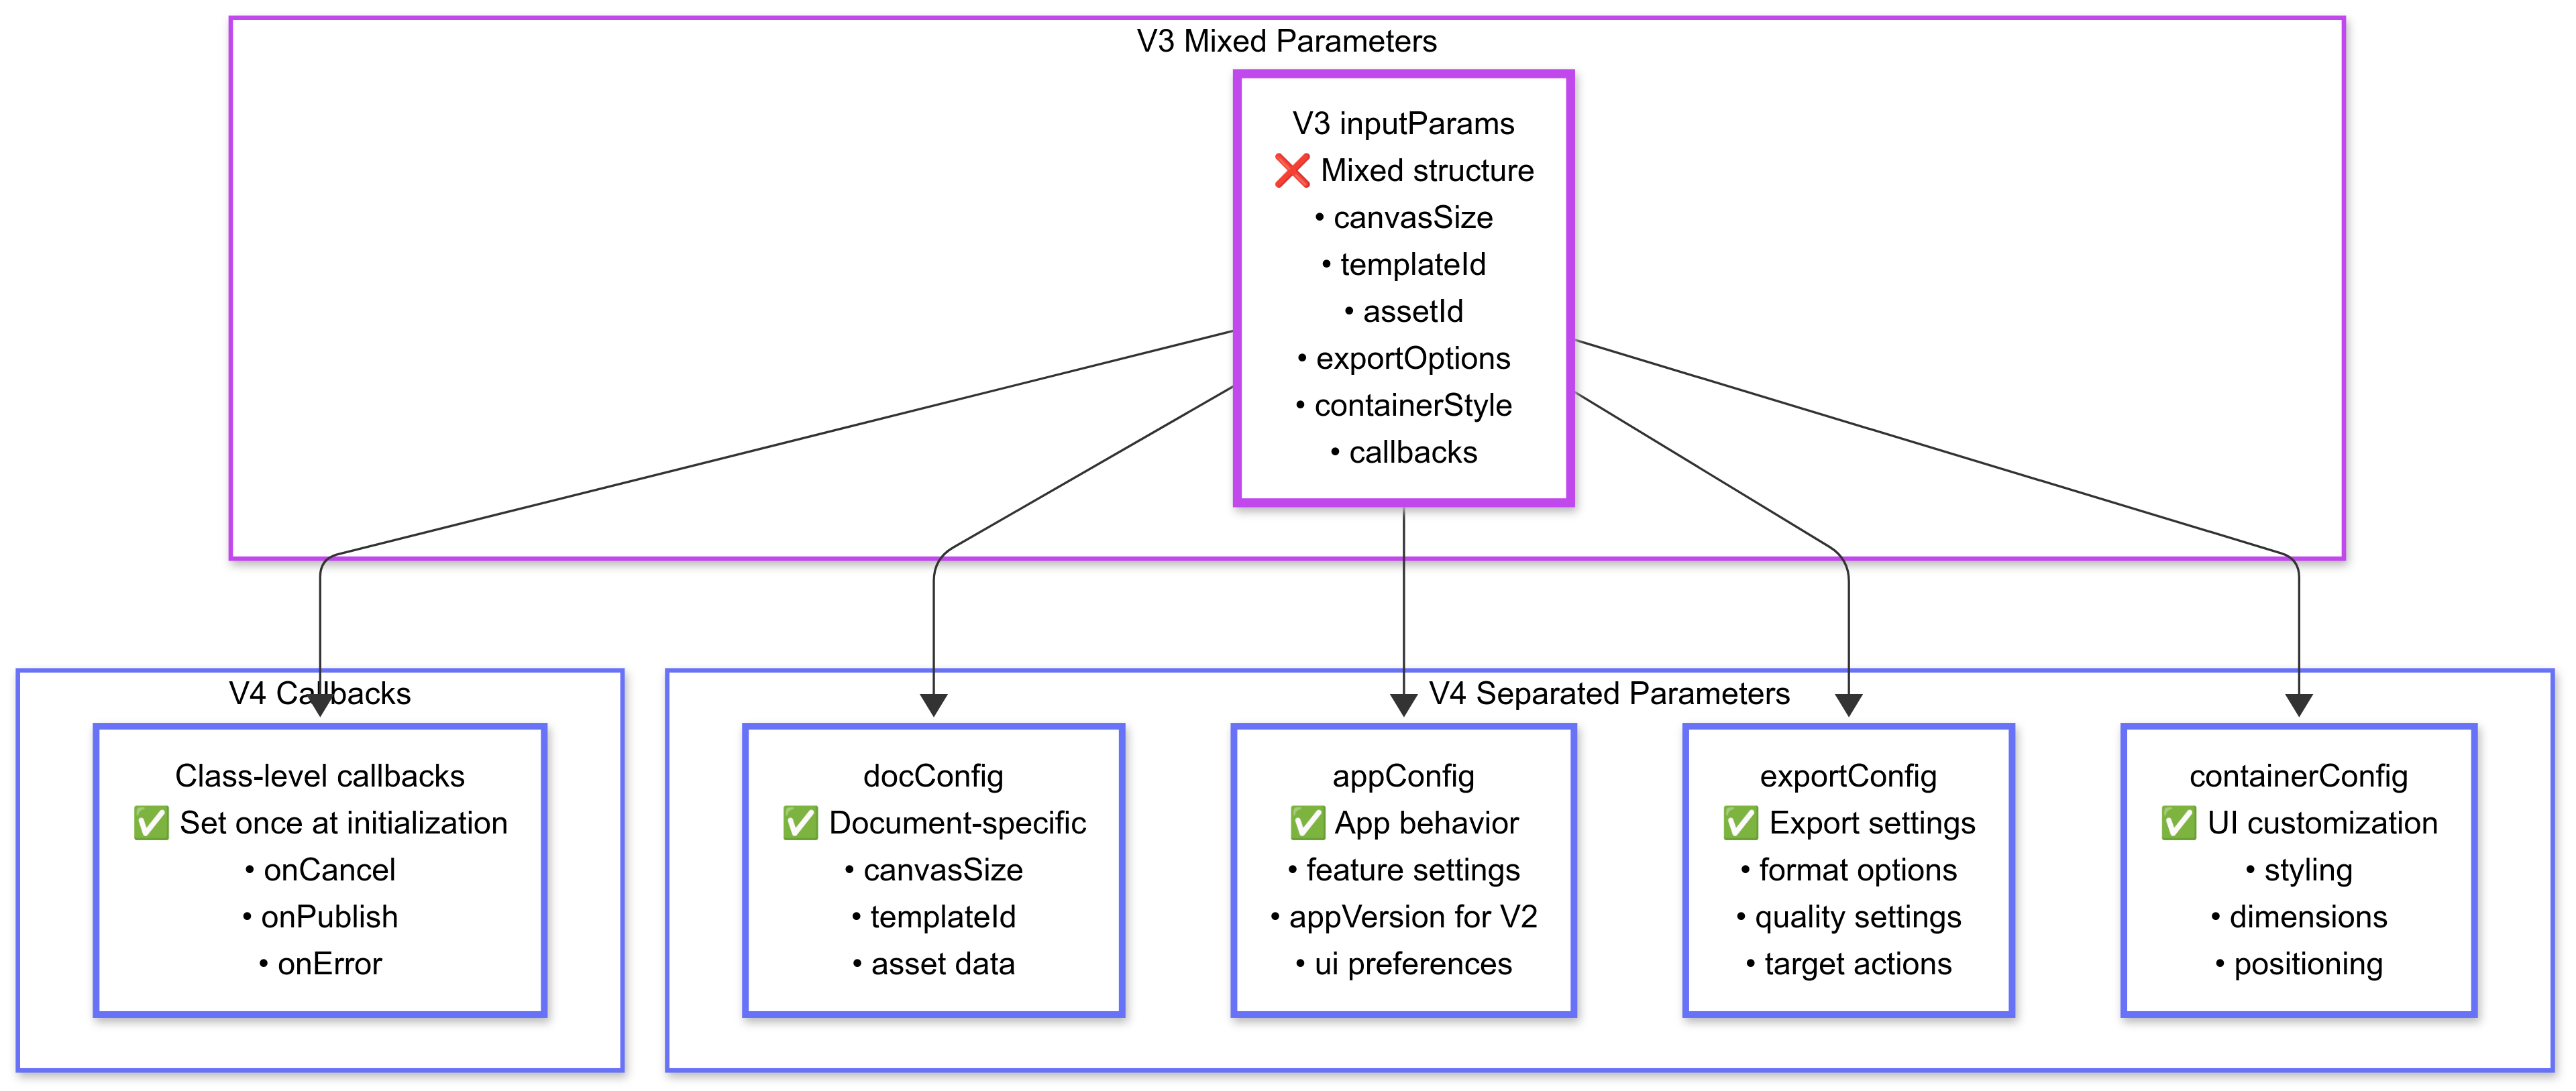 V3 Mixed Parameters
V3 inputParams
❌ Mixed structure
• canvasSize
• templateId
• assetId
• exportOptions
• containerStyle
• callbacks
V4 Callbacks
Class-level callbacks
✅ Set once at initialization
• onCancel
• onPublish
• onError
V4 Separated Parameters
docConfig
✅ Document-specific
• canvasSize
• templateId
• asset data
appConfig
✅ App behavior
• feature settings
• appVersion for V2
• ui preferences
exportConfig
✅ Export settings
• format options
• quality settings
• target actions
containerConfig
✅ UI customization
• styling
• dimensions
• positioning